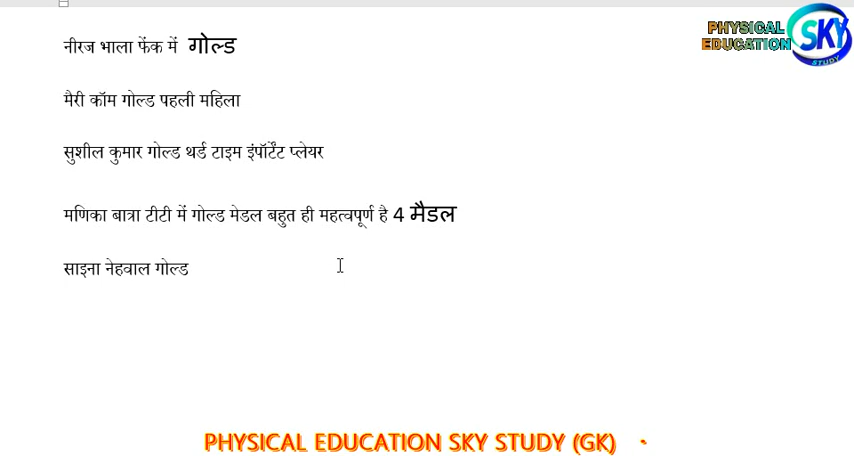 PHYSICAL
EDUCATION SKY
STUDY
नीरज भाला फेंक में गोल्ड
मैरी कॉम गोल्ड पहली महिला
सुशील कुमार गोल्ड थर्ड टाइम इंपॉर्टेंट प्लेयर
मणिका बात्रा टीटी में गोल्ड मेडल बहुत ही महत्वपूर्ण है 4 मैडल
साइना नेहवाल गोल्ड
PHYSICAL EDUCATION SKY STUDY (GK)